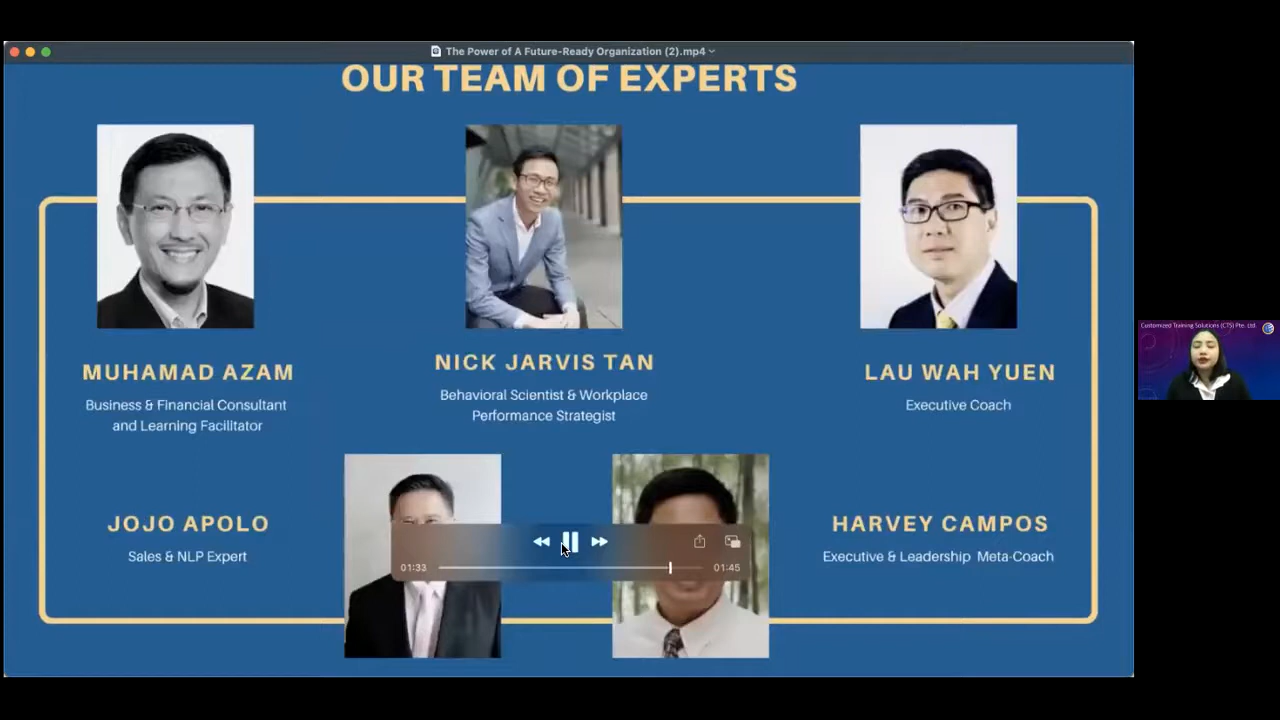 The Power of A Future-Ready Organization (2).mp4
OUR TEAM OF EXPERTS
MUHAMAD AZAM
Business & Financial Consultant
and Learning Facilitator
NICK JARVIS TAN
Behavioral Scientist & Workplace
Performance Strategist
LAU WAH YUEN
Executive Coach
JOJO APOLO
Sales & NLP Expert
HARVEY CAMPOS
Executive & Leadership Meta-Coach
01:33
01:45
Customized Training Solutions (CTS) Pte. Ltd.